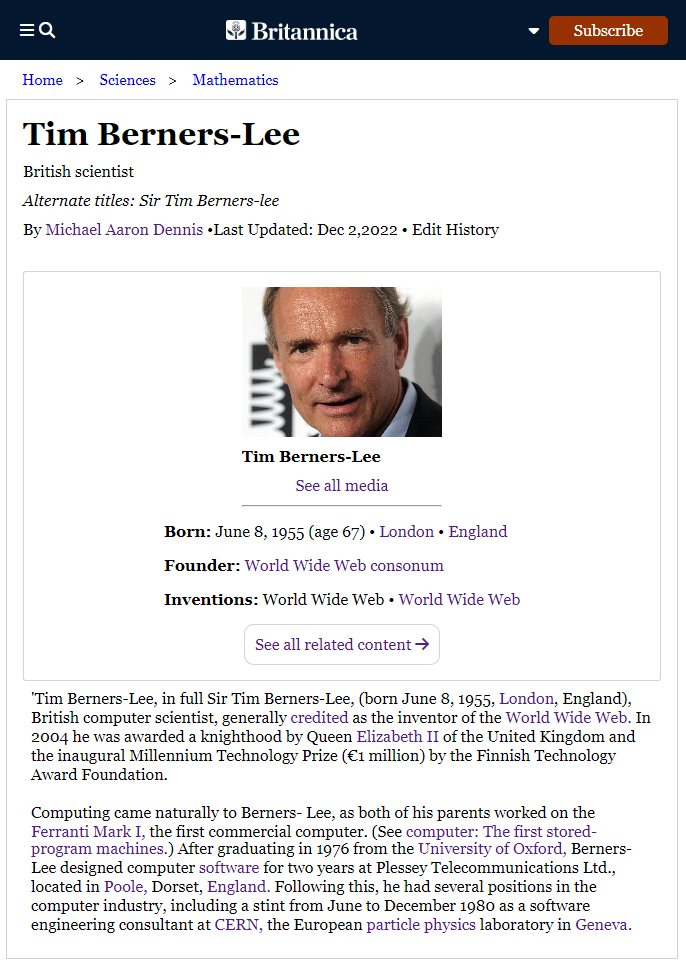 Britannica
Subscribe
Home > Sciences > Mathematics
Tim Berners-Lee
British scientist
Alternate titles: Sir Tim Berners-lee
By Michael Aaron Dennis •Last Updated: Dec 2,2022 • Edit History
Tim Berners-Lee
See all media
Born: June 8, 1955 (age 67) • London • England
Founder: World Wide Web consonum
Inventions: World Wide Web • World Wide Web
See all related content →
'Tim Berners-Lee, in full Sir Tim Berners-Lee, (born June 8, 1955, London, England),
British computer scientist, generally credited as the inventor of the World Wide Web. In
2004 he was awarded a knighthood by Queen Elizabeth II of the United Kingdom and
the inaugural Millennium Technology Prize (€1 million) by the Finnish Technology
Award Foundation.
Computing came naturally to Berners- Lee, as both of his parents worked on the
Ferranti Mark I, the first commercial computer. (See computer: The first stored-
program machines.) After graduating in 1976 from the University of Oxford, Berners-
Lee designed computer software for two years at Plessey Telecommunications Ltd.,
located in Poole, Dorset, England. Following this, he had several positions in the
computer industry, including a stint from June to December 1980 as a software
engineering consultant at CERN, the European particle physics laboratory in Geneva.